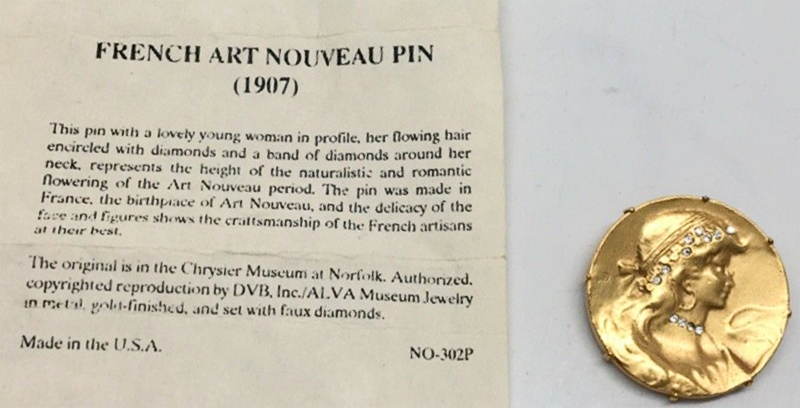 FRENCH ART NOUVEAU PIN
(1907)
This pin with a lovely young woman in profile, her flowing hair
encircled with diamonds and a band of diamonds around her
neck, represents the height of the naturalistic and romantic
flowering of the Art Nouveau period. The pin was made in
France, the birthplace of Art Nouveau, and the delicacy of the
face and figures shows the craftsmanship of the French artisans
at their best.
The original is in the Chrysler Museum at Norfolk. Authorized,
copyrighted reproduction by DVB, Inc./ALVA Museum Jewelry
in metal, gold-finished, and set with faux diamonds.
Made in the U.S.A.
NO-302P